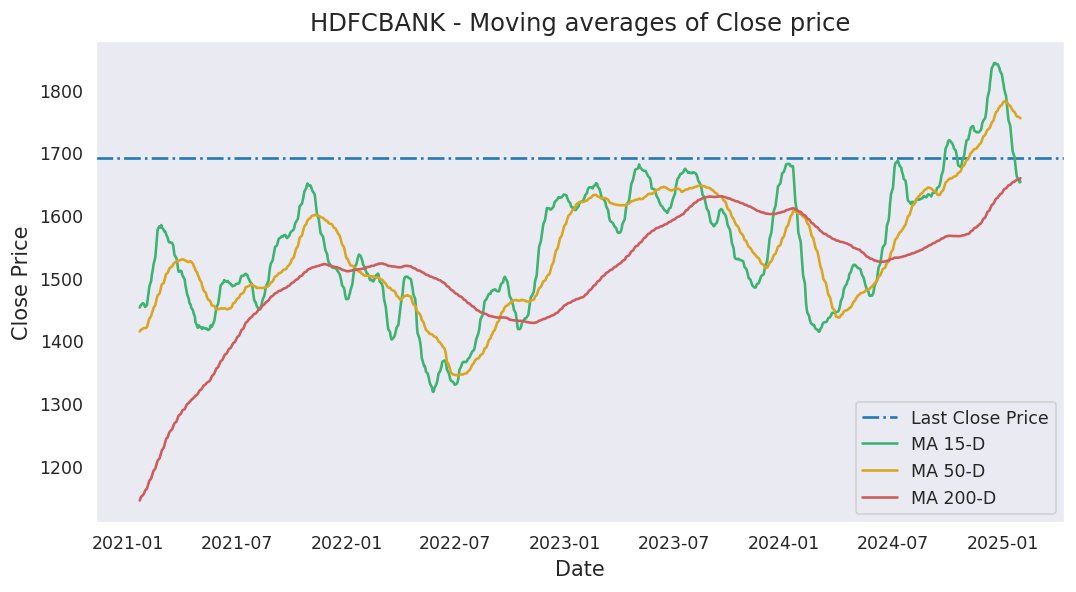 HDFCBANK - Moving averages of Close price
Close Price
1800
1700
1600
1500
1400
1300
1200
Last Close Price
MA 15-D
MA 50-D
MA 200-D
2021-01 2021-07 2022-01 2022-07 2023-01 2023-07 2024-01 2024-07 2025-01
Date